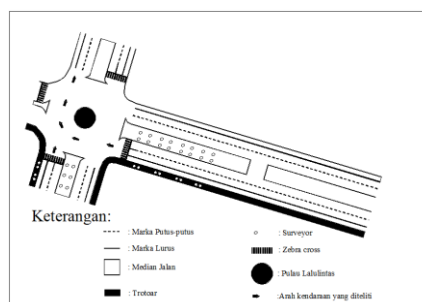 Keterangan:
: Marka Putus-putus
: Marka Lurus
: Median Jalan
: Trotoar
: Surveyor
: Zebra cross
: Pulau Lalulintas
:Arah kendaraan yang diteliti